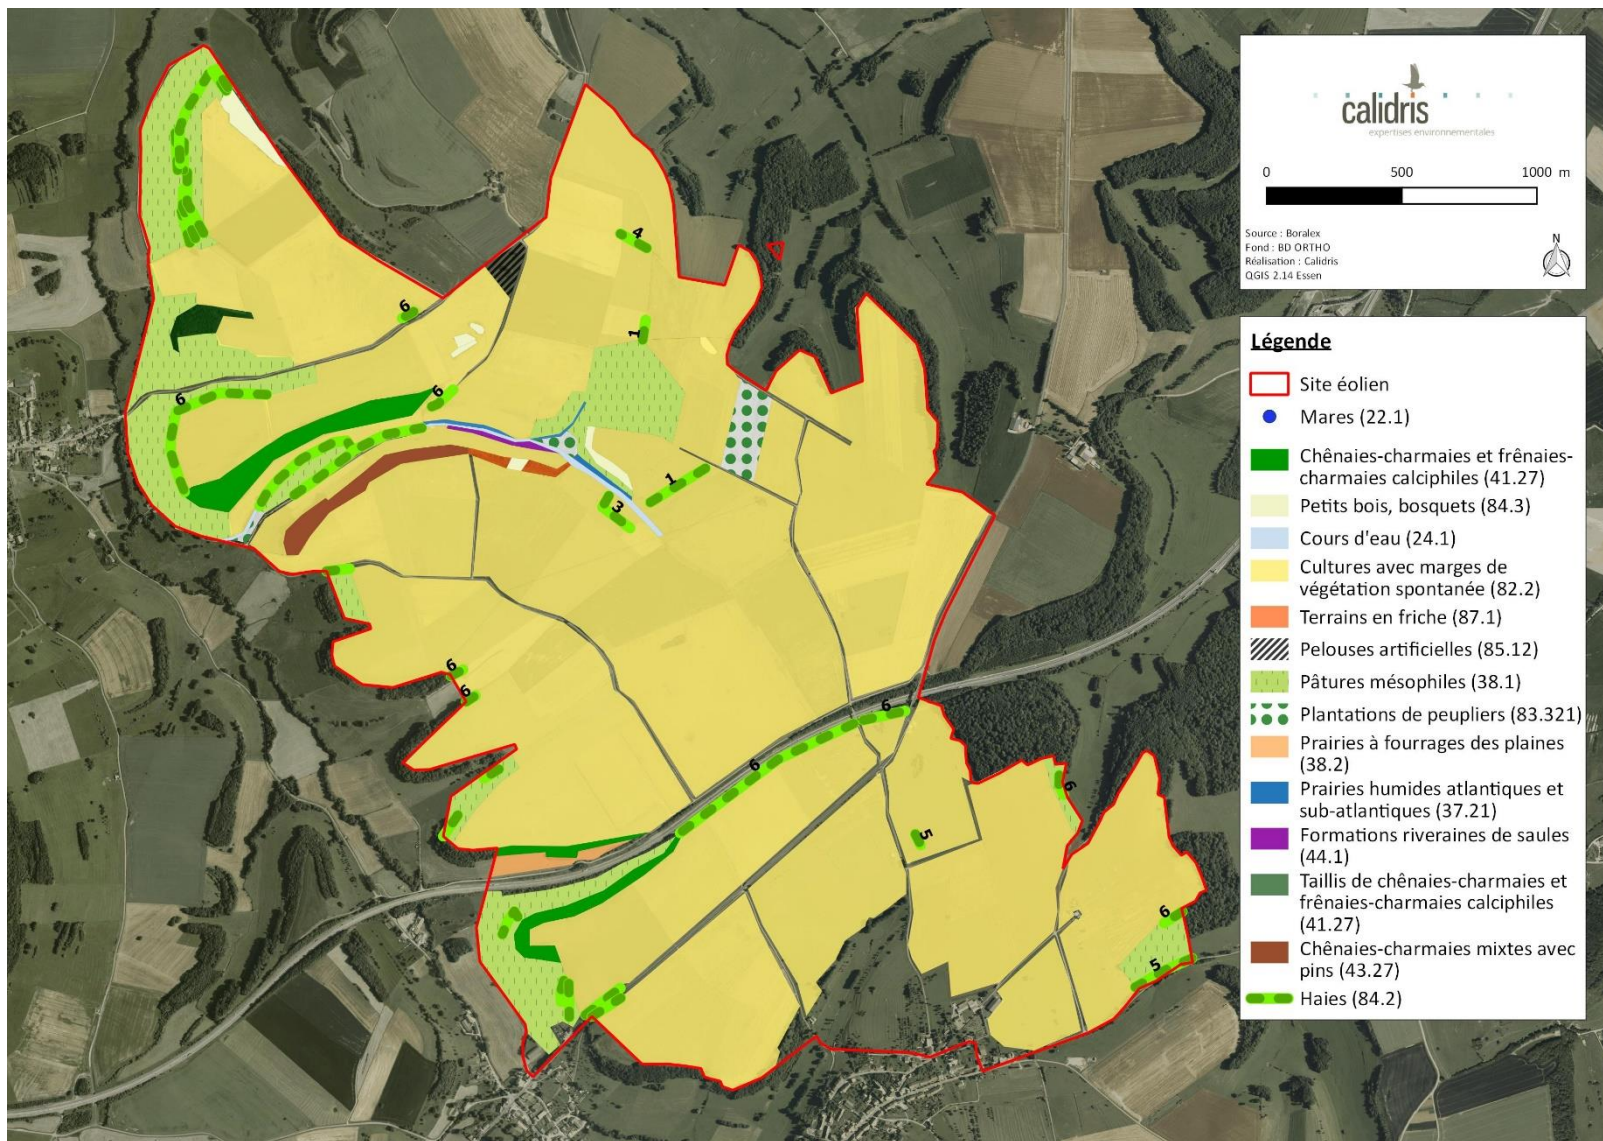 calidris
expertises environnementales
0 500 1000 m
Source : Boralex
Fond : BD ORTHO
Réalisation : Calidris
QGIS 2.14 Essen
N
Légende
Site éolien
Mares (22.1)
Chênaies-charmaies et frênaies-
charmaies calciphiles (41.27)
Petits bois, bosquets (84.3)
Cours d'eau (24.1)
Cultures avec marges de
végétation spontanée (82.2)
Terrains en friche (87.1)
Pelouses artificielles (85.12)
Pâtures mésophiles (38.1)
Plantations de peupliers (83.321)
Prairies à fourrages des plaines
(38.2)
Prairies humides atlantiques et
sub-atlantiques (37.21)
Formations riveraines de saules
(44.1)
Taillis de chênaies-charmaies et
frênaies-charmaies calciphiles
(41.27)
Chênaies-charmaies mixtes avec
pins (43.27)
Haies (84.2)
4
6
1
6
6
1
3
6
6
6
6
6
5
6
5